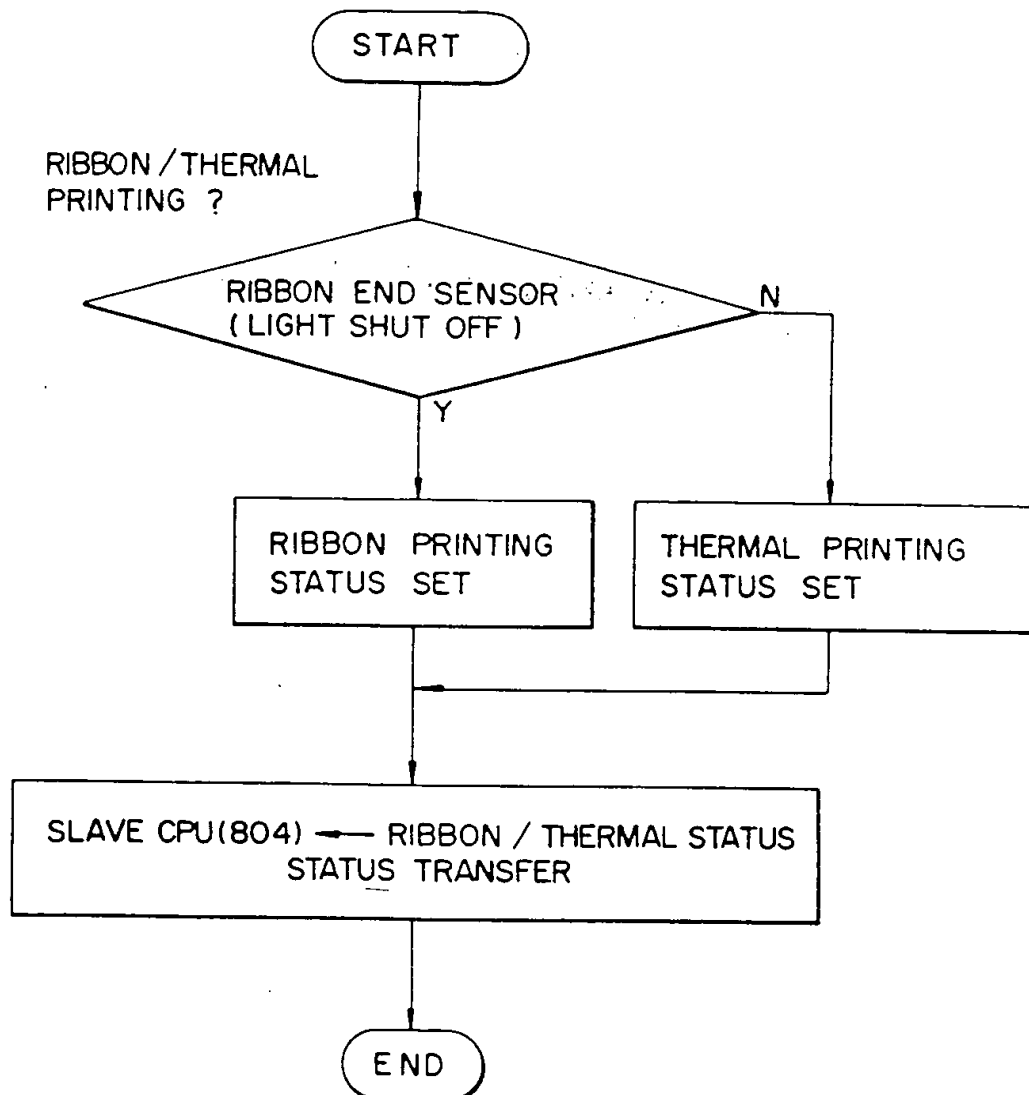 START
RIBBON / THERMAL
PRINTING ?
RIBBON END SENSOR
( LIGHT SHUT OFF )
N
Y
RIBBON PRINTING
STATUS SET
THERMAL PRINTING
STATUS SET
SLAVE CPU(804) ← RIBBON / THERMAL STATUS
STATUS TRANSFER
END